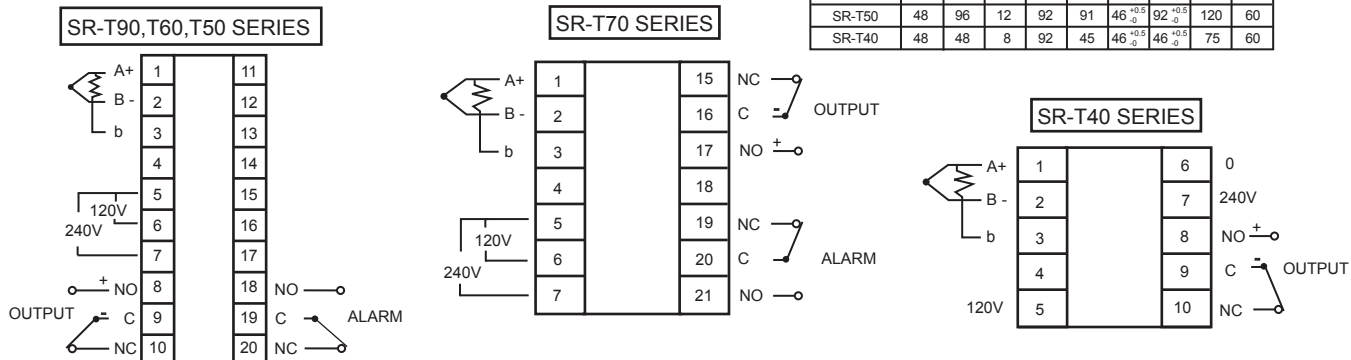 SR-T50 48 96 12 92 91 46 +0.5 -0 92 +0.5 -0 120 60
SR-T40 48 48 8 92 45 46 +0.5 -0 46 +0.5 -0 75 60
SR-T90,T60,T50 SERIES
A+ 1 11
B - 2 12
b 3 13
4 14
5 15
120V
6 16
240V
7 17
+ NO 8 18 NO
OUTPUT - C 9 19 C ALARM
NC 10 20 NC
SR-T70 SERIES
A+ 1 15 NC
B - 2 16 C - OUTPUT
b 3 17 NO +
4 18
5 19 NC
120V
6 20 C ALARM
240V
7 21 NO
SR-T40 SERIES
A+ 1 6 0
B - 2 7 240V
b 3 8 NO +
4 9 C - OUTPUT
120V 5 10 NC